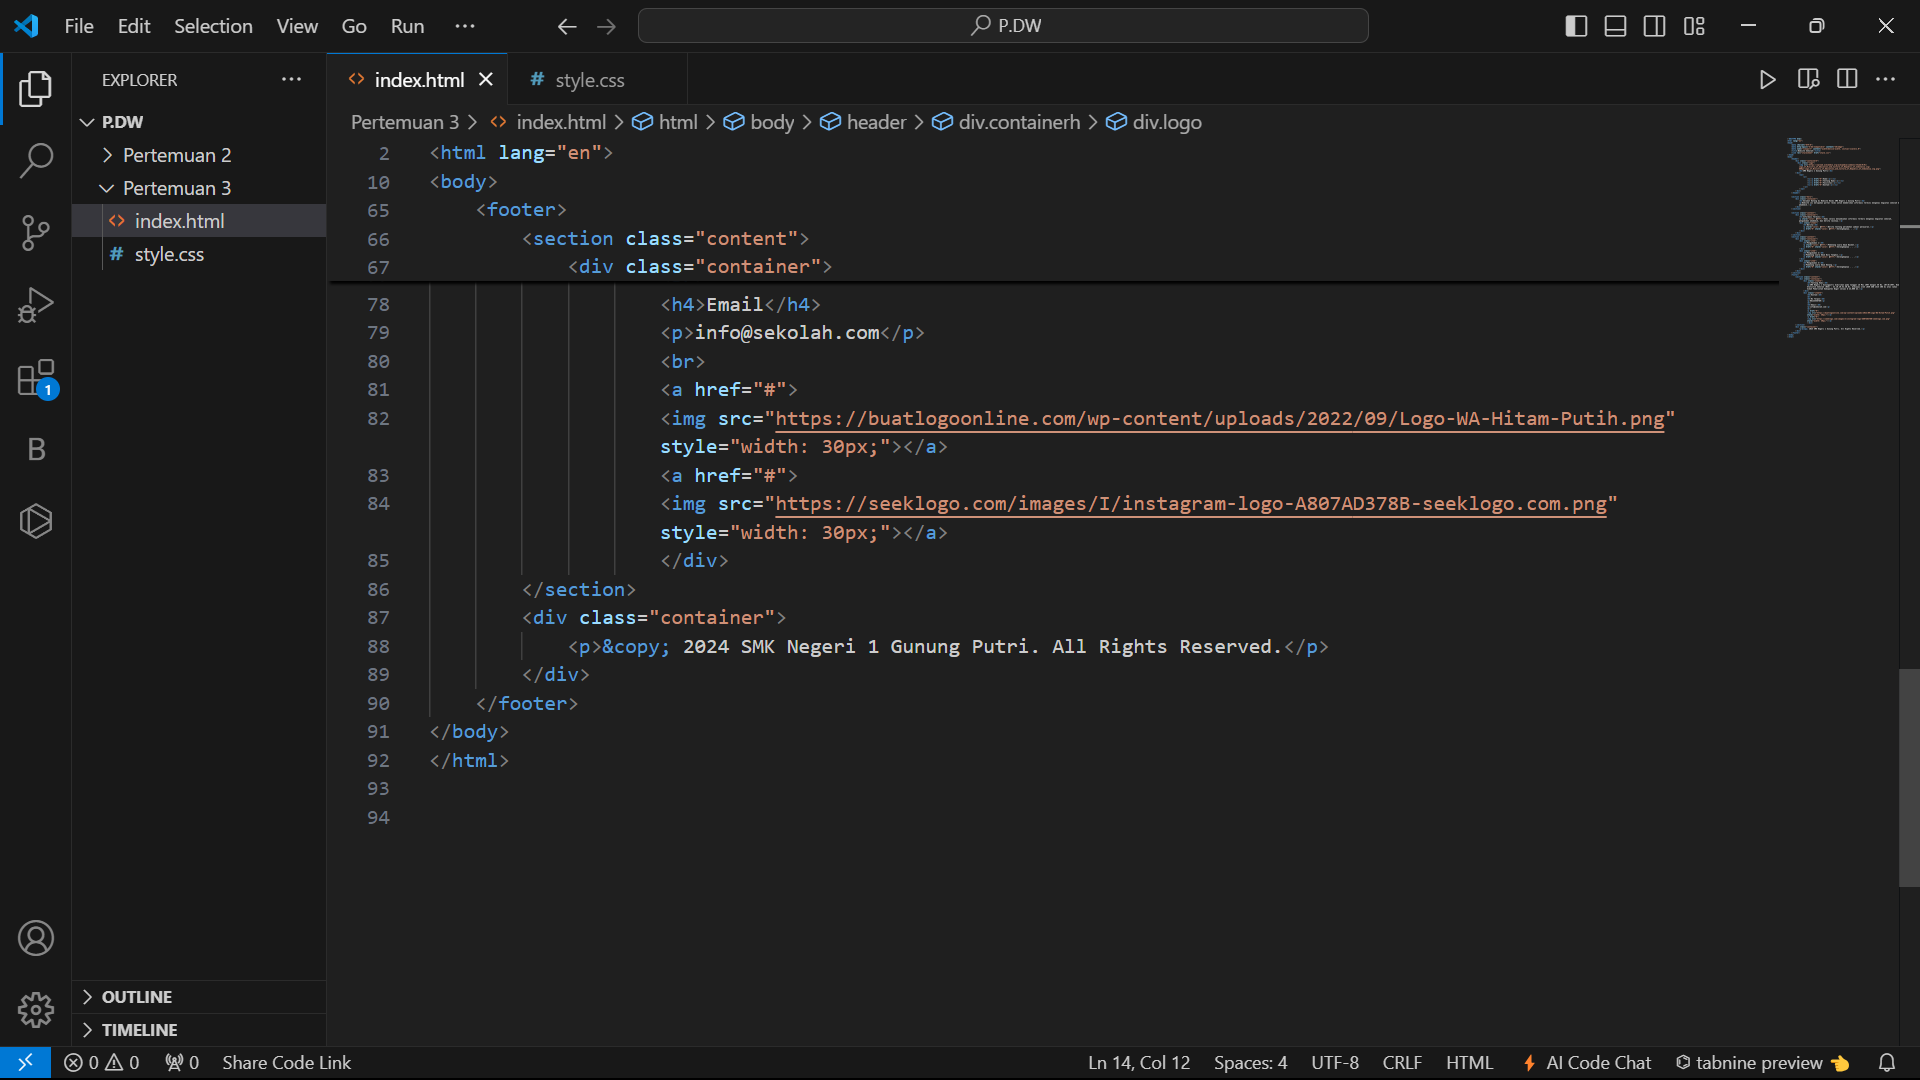 File Edit Selection View Go Run ···
P.DW
EXPLORER
P.DW
Pertemuan 2
Pertemuan 3
index.html
style.css
OUTLINE
TIMELINE
index.html
style.css
Pertemuan 3 > index.html > html > body > header > div.containerh > div.logo
2 <html lang="en">
10 <body>
65 <footer>
66 <section class="content">
67 <div class="container">
78 <h4>Email</h4>
79 <p>info@sekolah.com</p>
80 <br>
81 <a href="#">
82 <img src="https://buatlogoonline.com/wp-content/uploads/2022/09/Logo-WA-Hitam-Putih.png"
style="width: 30px;"></a>
83 <a href="#">
84 <img src="https://seeklogo.com/images/I/instagram-logo-A807AD378B-seeklogo.com.png"
style="width: 30px;"></a>
85 </div>
86 </section>
87 <div class="container">
88 <p>&copy; 2024 SMK Negeri 1 Gunung Putri. All Rights Reserved.</p>
89 </div>
90 </footer>
91 </body>
92 </html>
93
94
1
B
0 0 0 Share Code Link
Ln 14, Col 12 Spaces: 4 UTF-8 CRLF HTML AI Code Chat tabnine preview